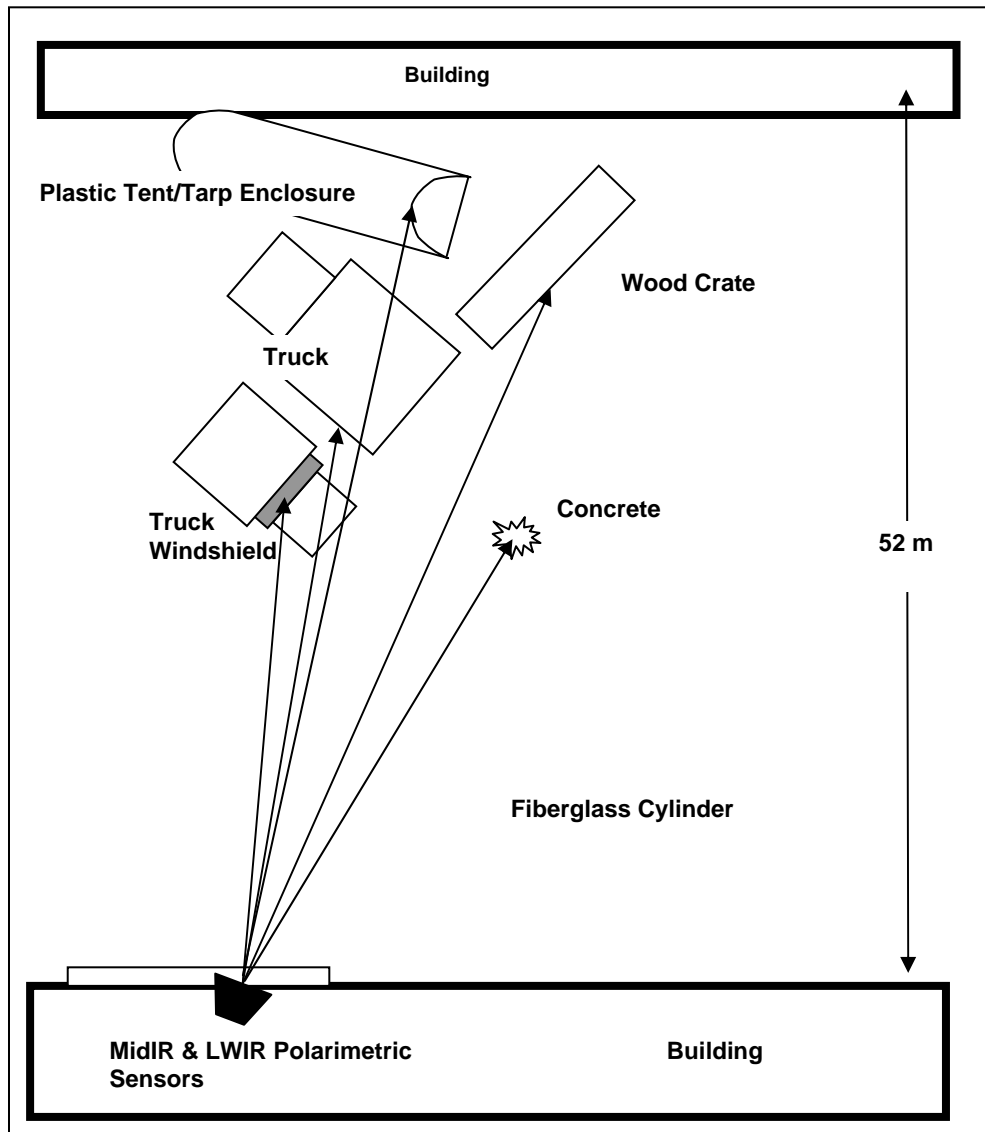 Building
Plastic Tent/Tarp Enclosure
Wood Crate
Truck
Concrete
Truck
Windshield
52 m
Fiberglass Cylinder
MidIR & LWIR Polarimetric
Sensors
Building